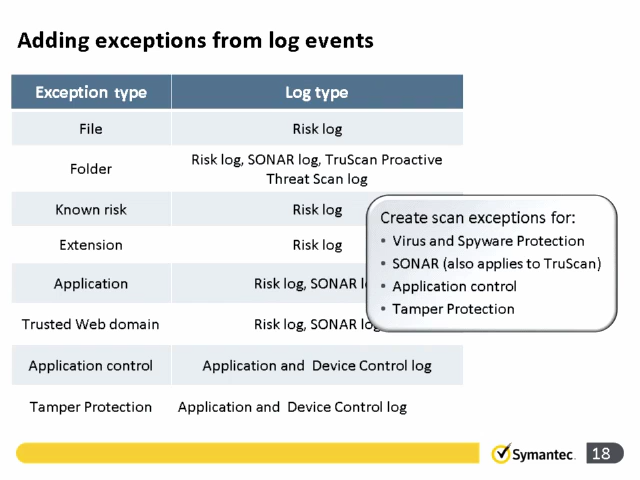 Adding exceptions from log events
Exception type Log type
File Risk log
Folder Risk log, SONAR log, TruScan Proactive
Threat Scan log
Known risk Risk log
Extension Risk log
Application Risk log, SONAR
Trusted Web domain Risk log, SONAR
Application control Application and Device Control log
Tamper Protection Application and Device Control log
Create scan exceptions for:
• Virus and Spyware Protection
• SONAR (also applies to TruScan)
• Application control
• Tamper Protection
Symantec. 18